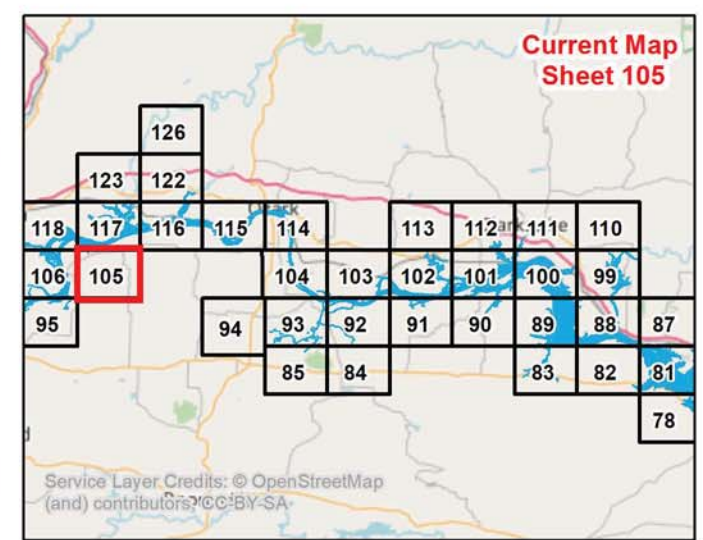 Current Map
Sheet 105
126
123 122
118 117 116 115 114 113 112 111 110
106 105 104 103 102 101 100 99
95 94 93 92 91 90 89 88 87
85 84 83 82 81
78
Service Layer Credits: © OpenStreetMap
(and) contributors, CC-BY-SA